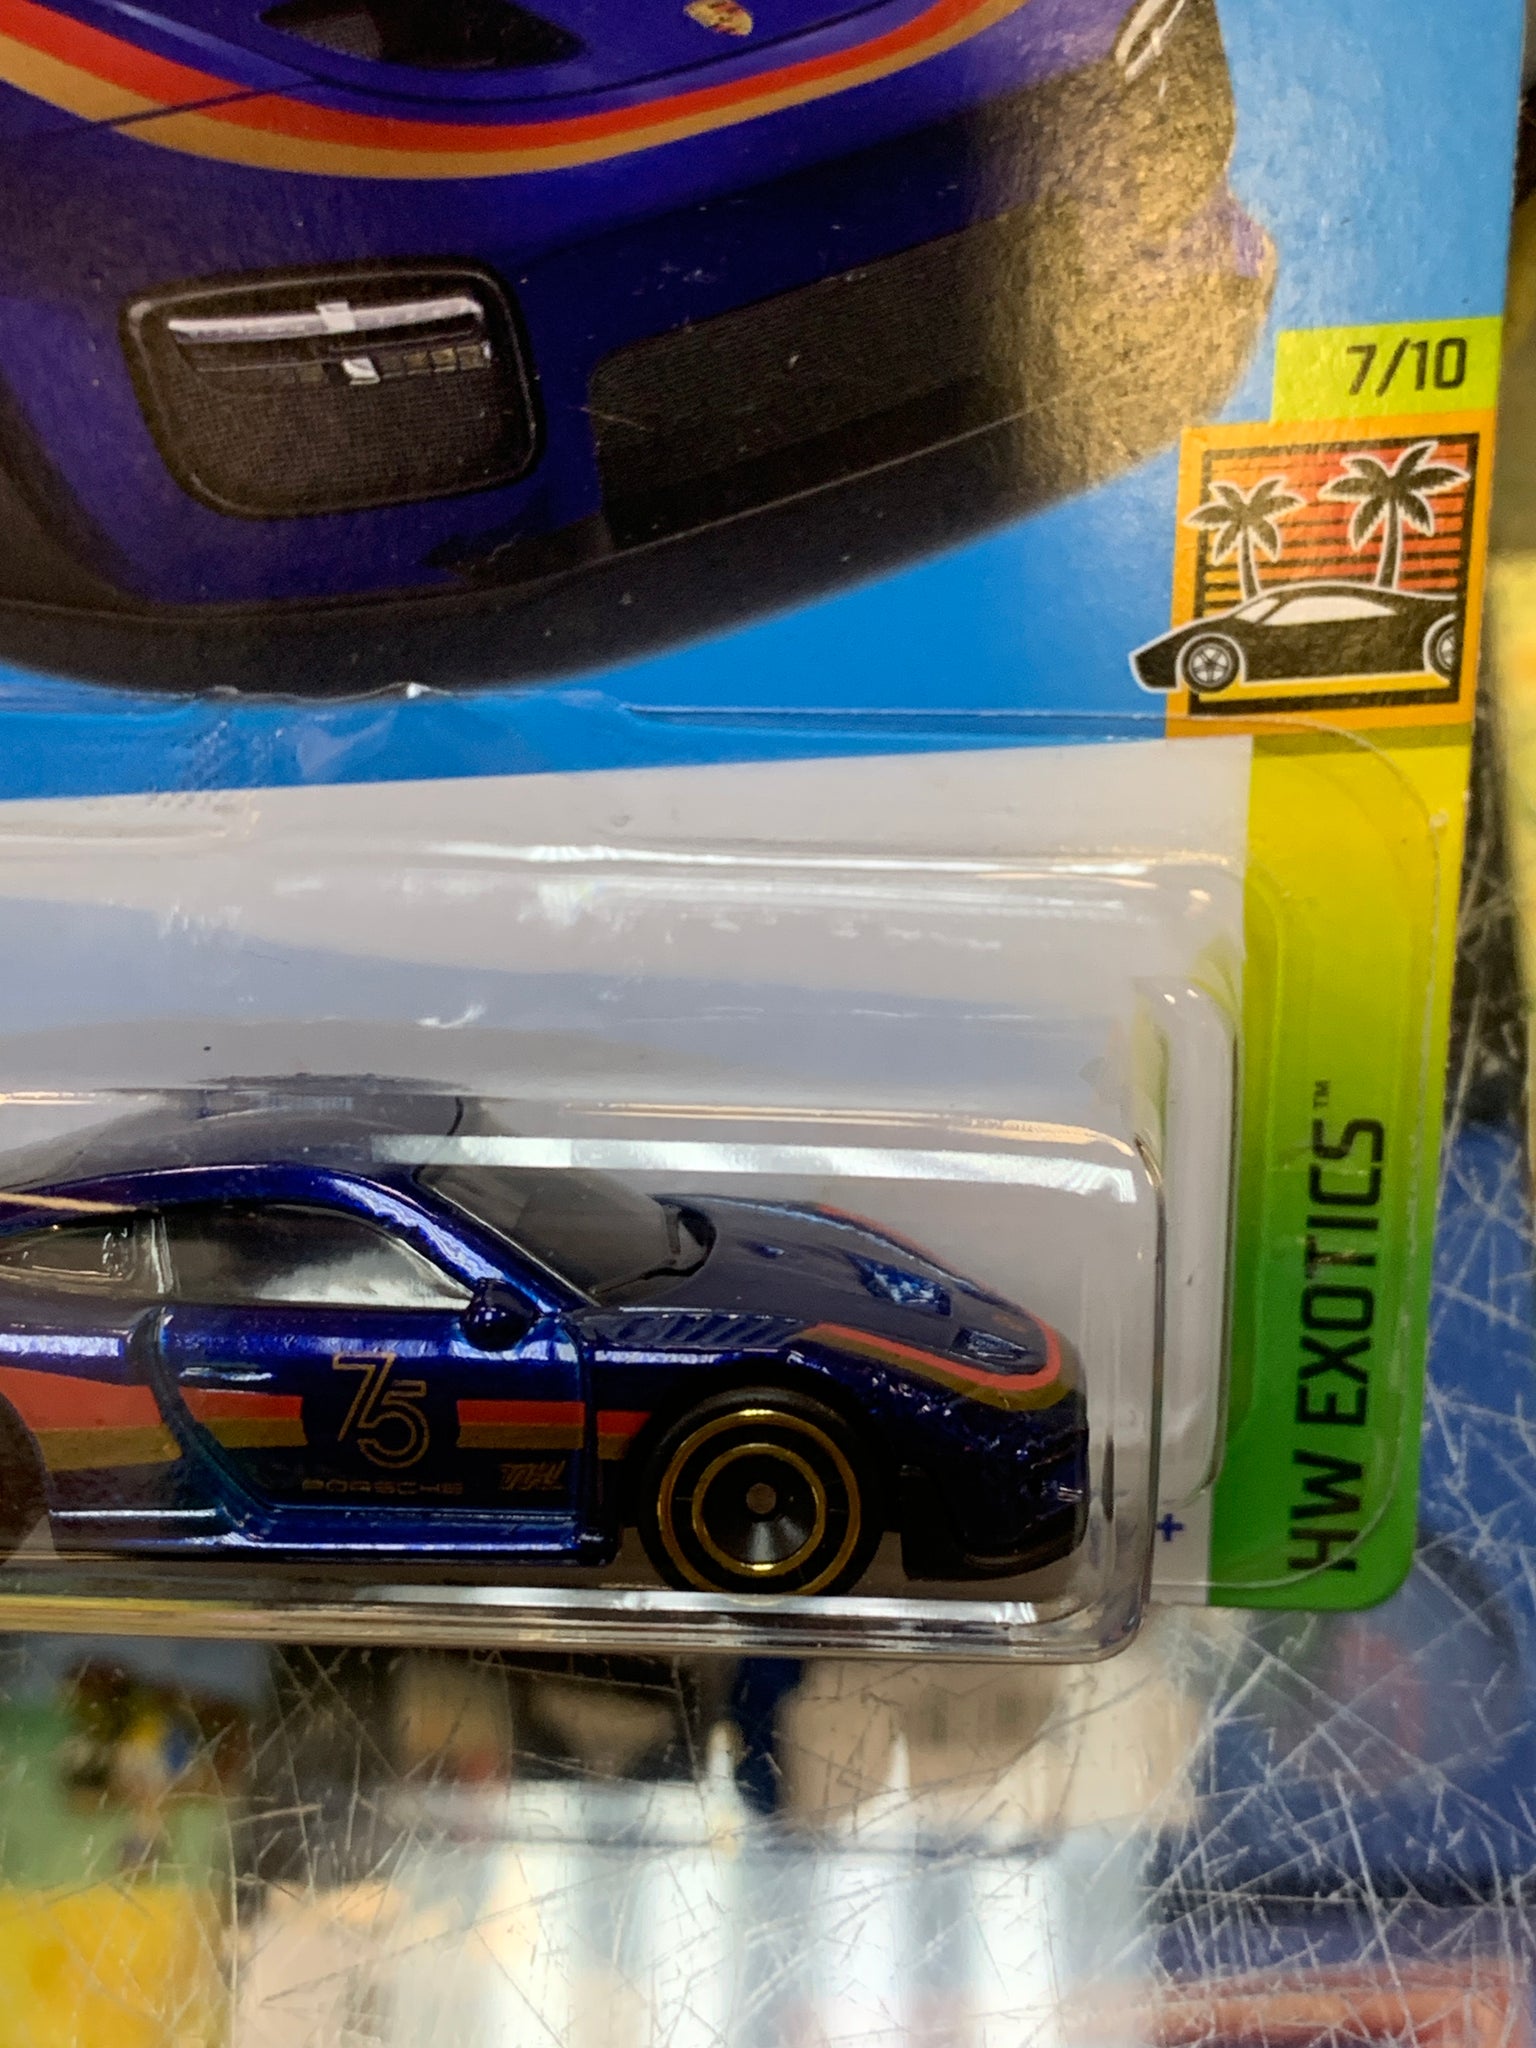 7/10
HW EXOTICS™
75
PORSCHE